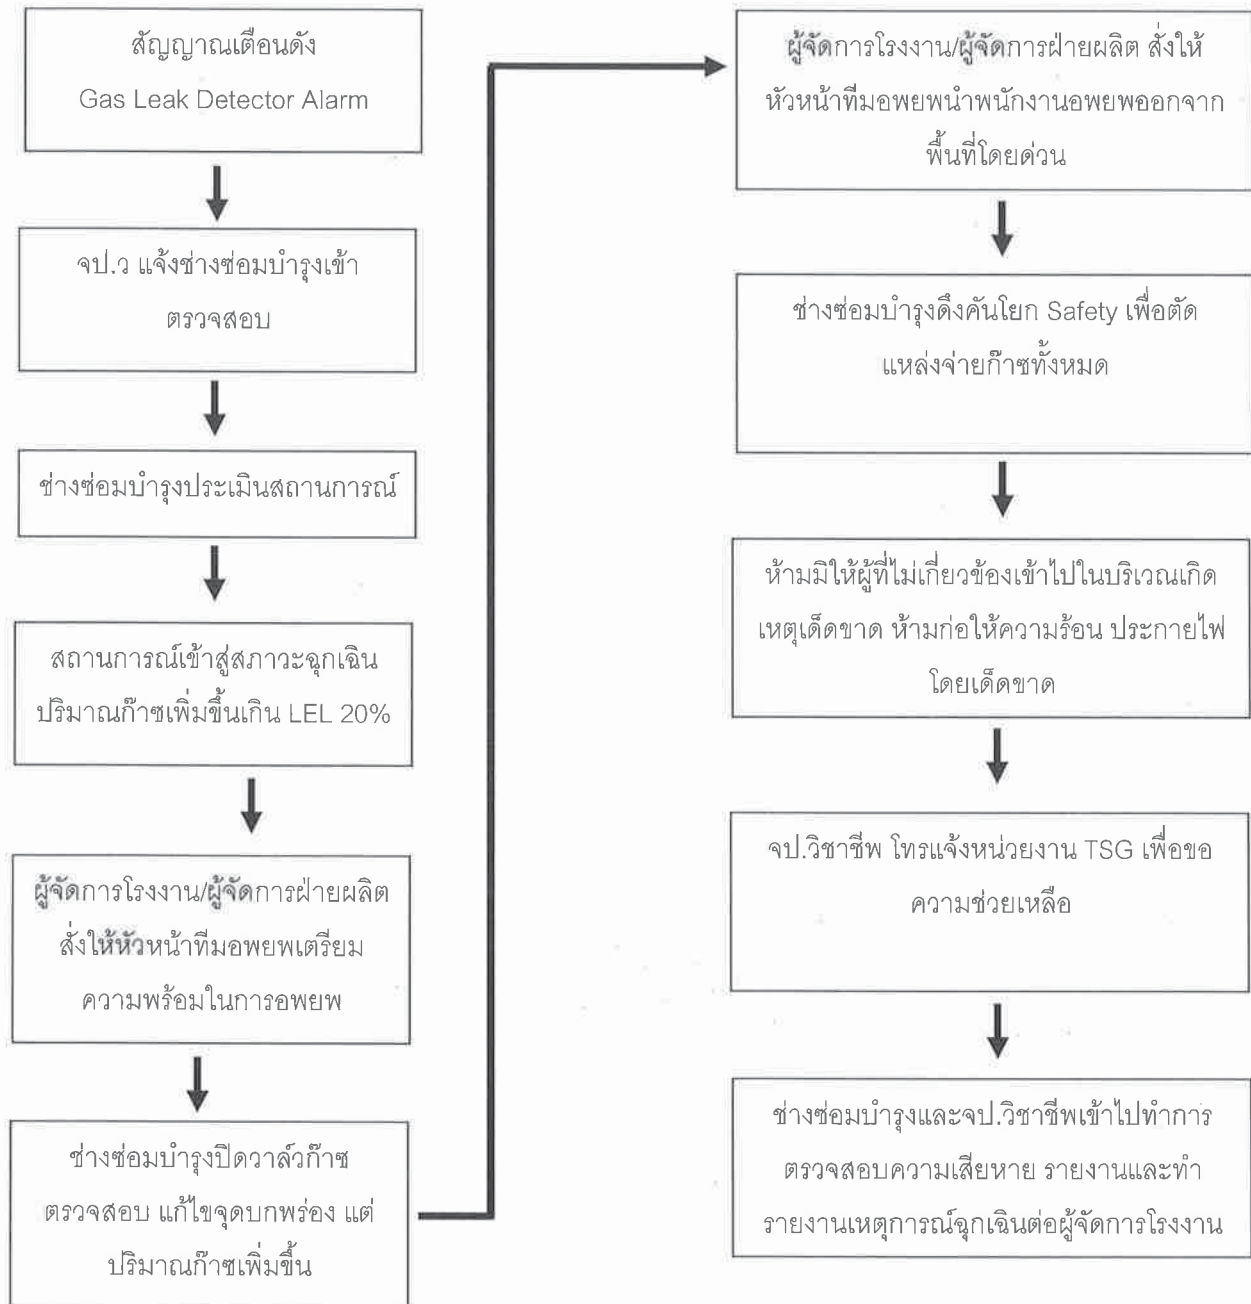 สัญญาณเตือนดัง
Gas Leak Detector Alarm
จป.ว แจ้งช่างซ่อมบำรุงเข้า
ตรวจสอบ
ช่างซ่อมบำรุงประเมินสถานการณ์
สถานการณ์เข้าสู่สภาวะฉุกเฉิน
ปริมาณก๊าซเพิ่มขึ้นเกิน LEL 20%
ผู้จัดการโรงงาน/ผู้จัดการฝ่ายผลิต
สั่งให้หัวหน้าทีมอพยพเตรียม
ความพร้อมในการอพยพ
ช่างซ่อมบำรุงปิดวาล์วก๊าซ
ตรวจสอบ แก้ไขจุดบกพร่อง แต่
ปริมาณก๊าซเพิ่มขึ้น
ผู้จัดการโรงงาน/ผู้จัดการฝ่ายผลิต สั่งให้
หัวหน้าทีมอพยพนำพนักงานอพยพออกจาก
พื้นที่โดยด่วน
ช่างซ่อมบำรุงดึงคันโยก Safety เพื่อตัด
แหล่งจ่ายก๊าซทั้งหมด
ห้ามมิให้ผู้ที่ไม่เกี่ยวข้องเข้าไปในบริเวณเกิด
เหตุเด็ดขาด ห้ามก่อให้ความร้อน ประกายไฟ
โดยเด็ดขาด
จป.วิชาชีพ โทรแจ้งหน่วยงาน TSG เพื่อขอ
ความช่วยเหลือ
ช่างซ่อมบำรุงและจป.วิชาชีพเข้าไปทำการ
ตรวจสอบความเสียหาย รายงานและทำ
รายงานเหตุการณ์ฉุกเฉินต่อผู้จัดการโรงงาน